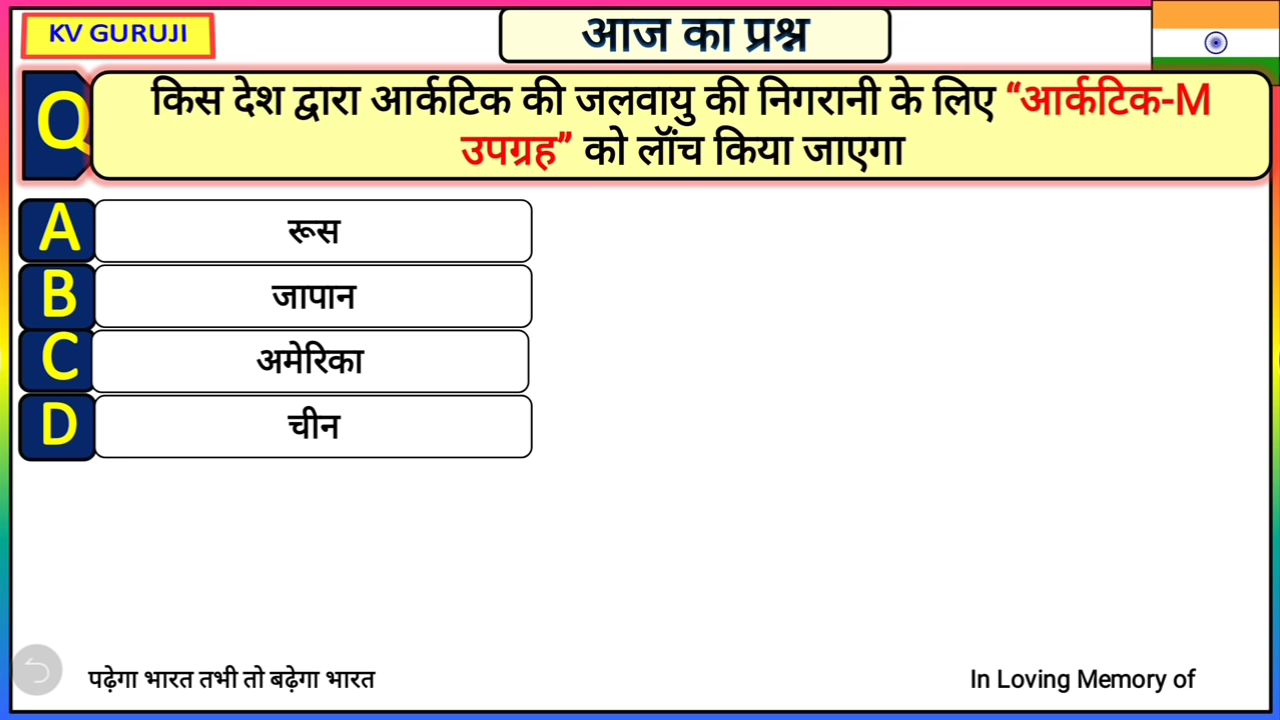 KV GURUJI
आज का प्रश्न
Q
किस देश द्वारा आर्कटिक की जलवायु की निगरानी के लिए “आर्कटिक-M
उपग्रह” को लॉंच किया जाएगा
A रूस
B जापान
C अमेरिका
D चीन
पढ़ेगा भारत तभी तो बढ़ेगा भारत
In Loving Memory of